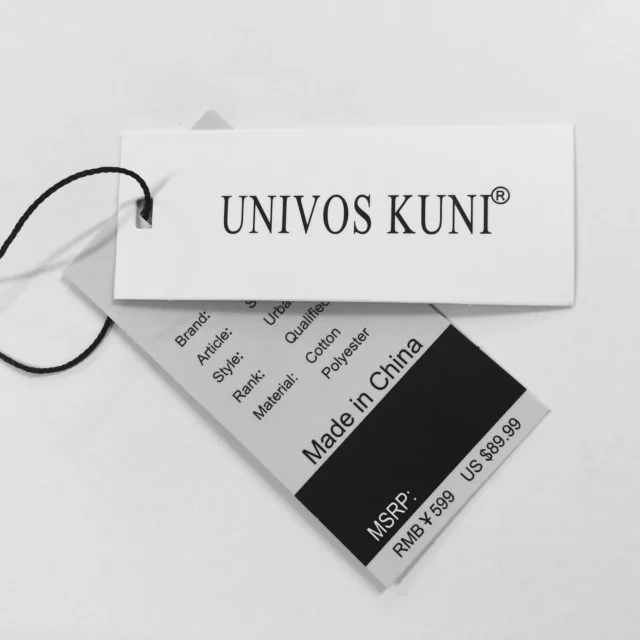 UNIVOS KUNI®
Brand:
Article:
Style:
Rank: Qualified
Material: Cotton
Polyester
Made in China
MSRP:
RMB¥599 US $89.99